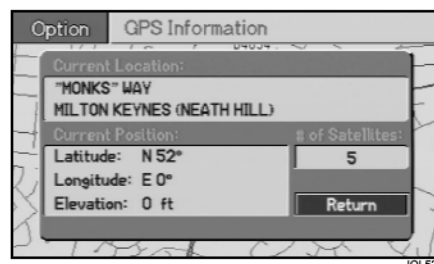 Option
GPS Information
Current Location:
"MONKS" WAY
MILTON KEYNES (NEATH HILL)
Current Position:
# of Satellites:
Latitude: N 52°
5
Longitude: E 0°
Elevation: 0 ft
Return